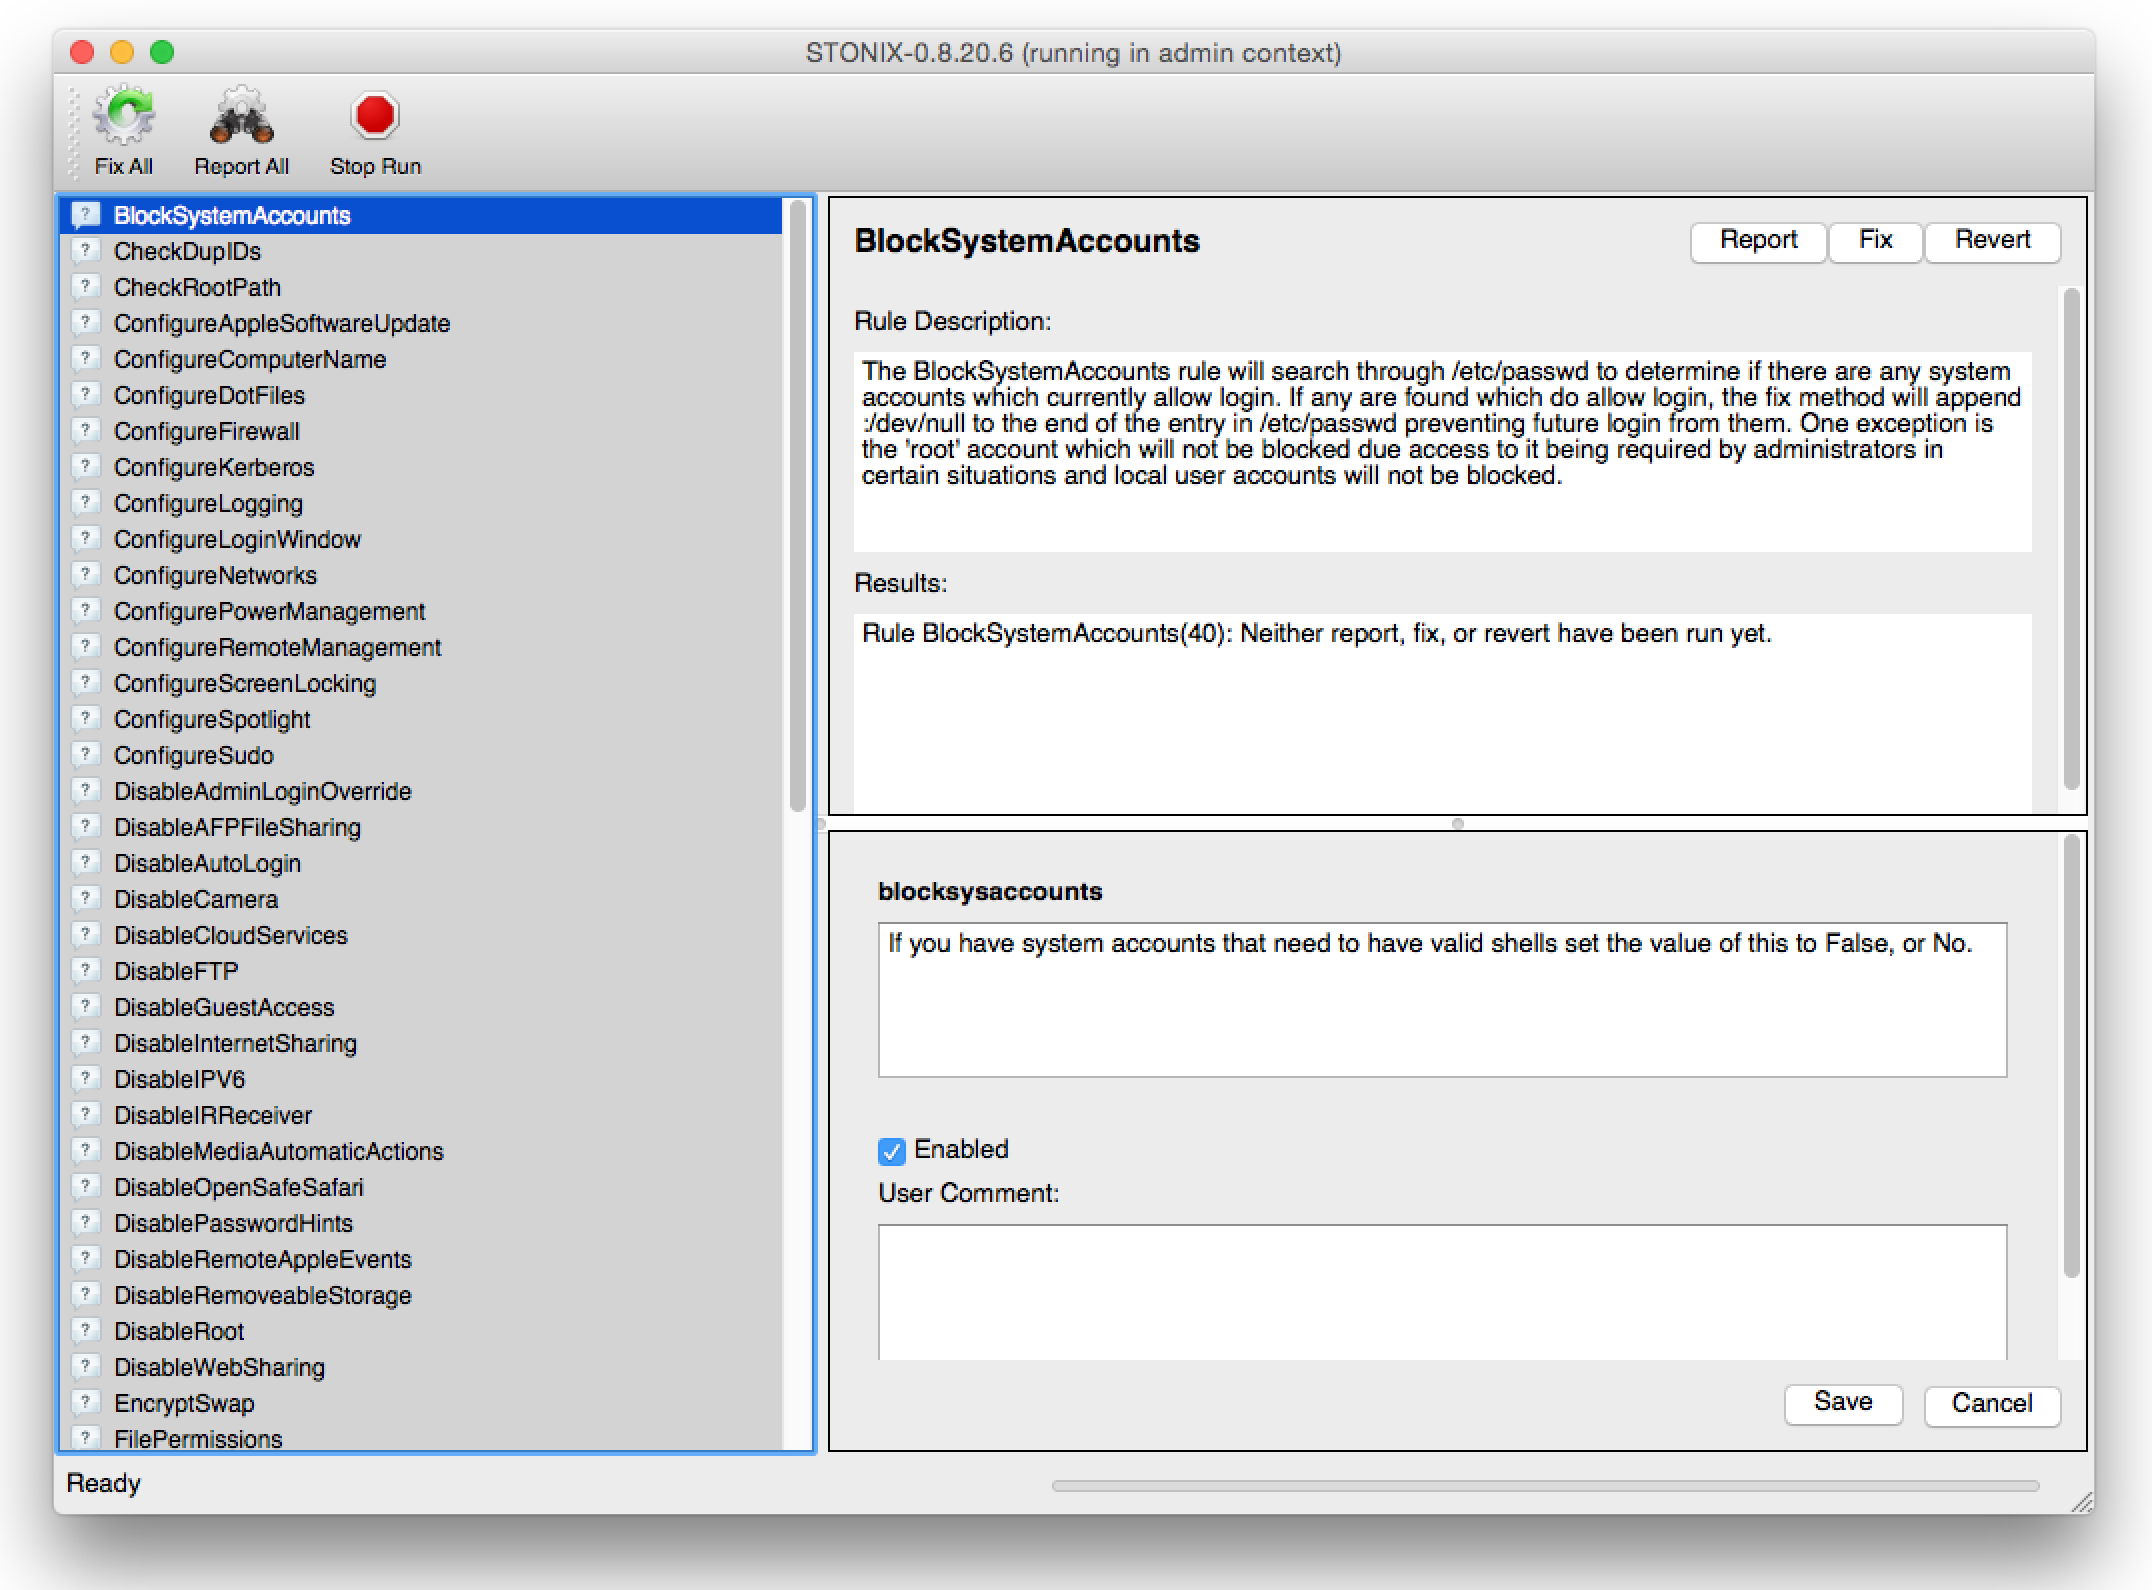 STONIX-0.8.20.6 (running in admin context)
Fix All
Report All
Stop Run
BlockSystemAccounts
CheckDupIDs
CheckRootPath
ConfigureAppleSoftwareUpdate
ConfigureComputerName
ConfigureDotFiles
ConfigureFirewall
ConfigureKerberos
ConfigureLogging
ConfigureLoginWindow
ConfigureNetworks
ConfigurePowerManagement
ConfigureRemoteManagement
ConfigureScreenLocking
ConfigureSpotlight
ConfigureSudo
DisableAdminLoginOverride
DisableAFPFileSharing
DisableAutoLogin
DisableCamera
DisableCloudServices
DisableFTP
DisableGuestAccess
DisableInternetSharing
DisableIPV6
DisableIRReceiver
DisableMediaAutomaticActions
DisableOpenSafeSafari
DisablePasswordHints
DisableRemoteAppleEvents
DisableRemoveableStorage
DisableRoot
DisableWebSharing
EncryptSwap
FilePermissions
BlockSystemAccounts
Report
Fix
Revert
Rule Description:
The BlockSystemAccounts rule will search through /etc/passwd to determine if there are any system
accounts which currently allow login. If any are found which do allow login, the fix method will append
:/dev/null to the end of the entry in /etc/passwd preventing future login from them. One exception is
the 'root' account which will not be blocked due access to it being required by administrators in
certain situations and local user accounts will not be blocked.
Results:
Rule BlockSystemAccounts(40): Neither report, fix, or revert have been run yet.
blocksysaccounts
If you have system accounts that need to have valid shells set the value of this to False, or No.
Enabled
User Comment:
Save
Cancel
Ready